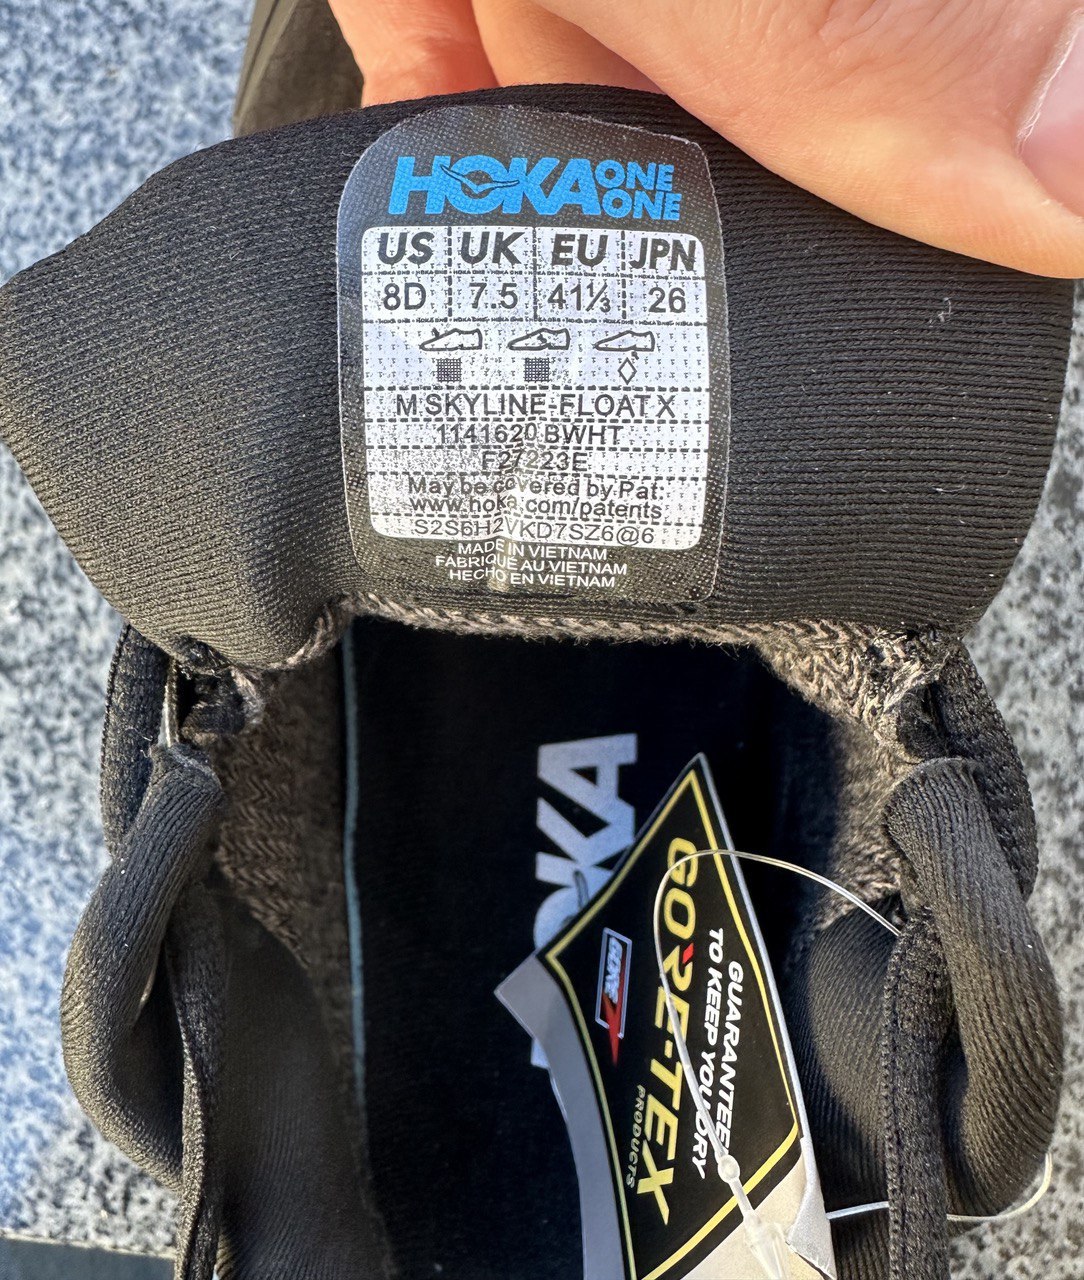 HOKA ONE ONE
US UK EU JPN
8D 7.5 41⅓ 26
M SKYLINE-FLOAT X
1141620 BWHT
F27223E
May be covered by Pat.
www.hoka.com/patents
S2S6H2VKD7SZ6@6
MADE IN VIETNAM
FABRIQUE AU VIETNAM
HECHO EN VIETNAM
HOKA
GORE-TEX
PRODUCTS
GUARANTEED
TO KEEP YOU DRY